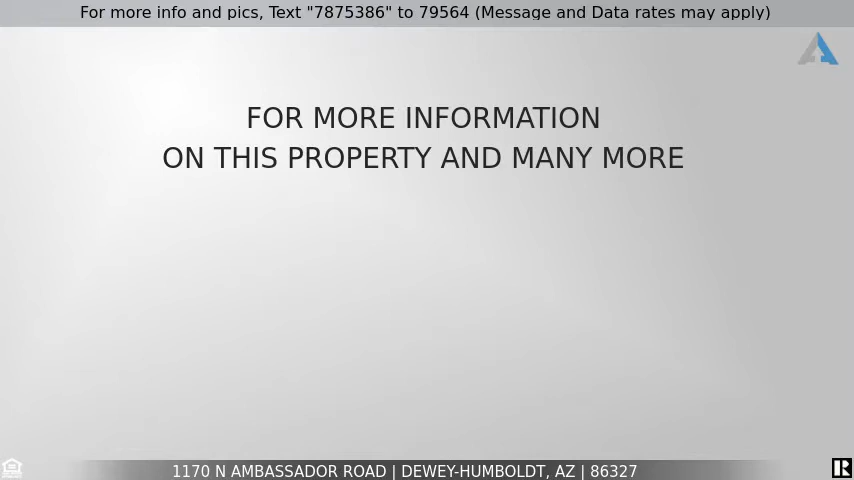 For more info and pics, Text "7875386" to 79564 (Message and Data rates may apply)
FOR MORE INFORMATION
ON THIS PROPERTY AND MANY MORE
1170 N AMBASSADOR ROAD | DEWEY-HUMBOLDT, AZ | 86327